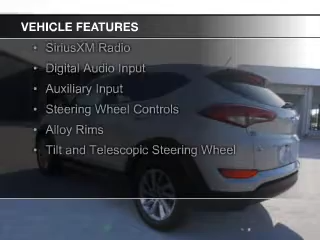 VEHICLE FEATURES
• SiriusXM Radio
• Digital Audio Input
• Auxiliary Input
• Steering Wheel Controls
• Alloy Rims
• Tilt and Telescopic Steering Wheel